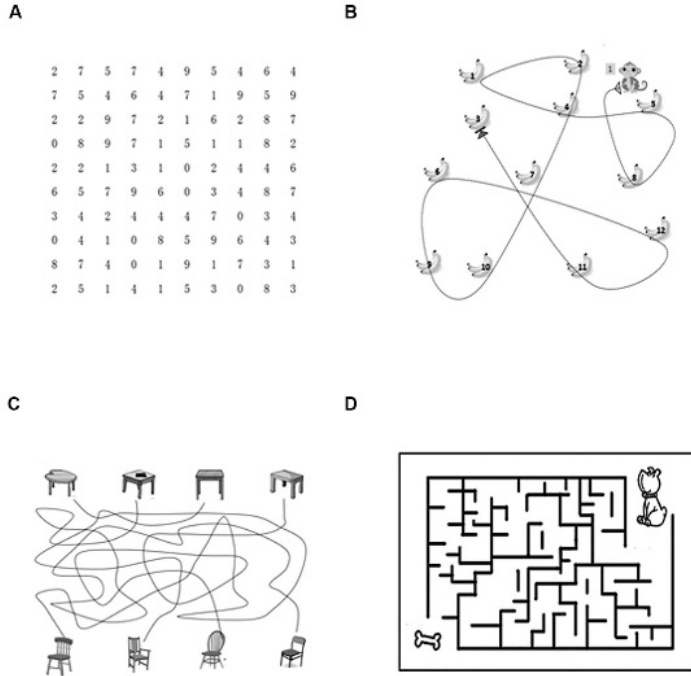 A
2 7 5 7 4 9 5 4 6 4
7 5 4 6 4 7 1 9 5 9
2 2 9 7 2 1 6 2 8 7
0 8 9 7 1 5 1 1 8 2
2 2 1 3 1 0 2 4 4 6
6 5 7 9 6 0 3 4 8 7
3 4 2 4 4 4 7 0 3 4
0 4 1 0 8 5 9 6 4 3
8 7 4 0 1 9 1 7 3 1
2 5 1 4 1 5 3 0 8 3
B
1
2
1
4
5
3
6
7
8
12
9
10
11
C
D